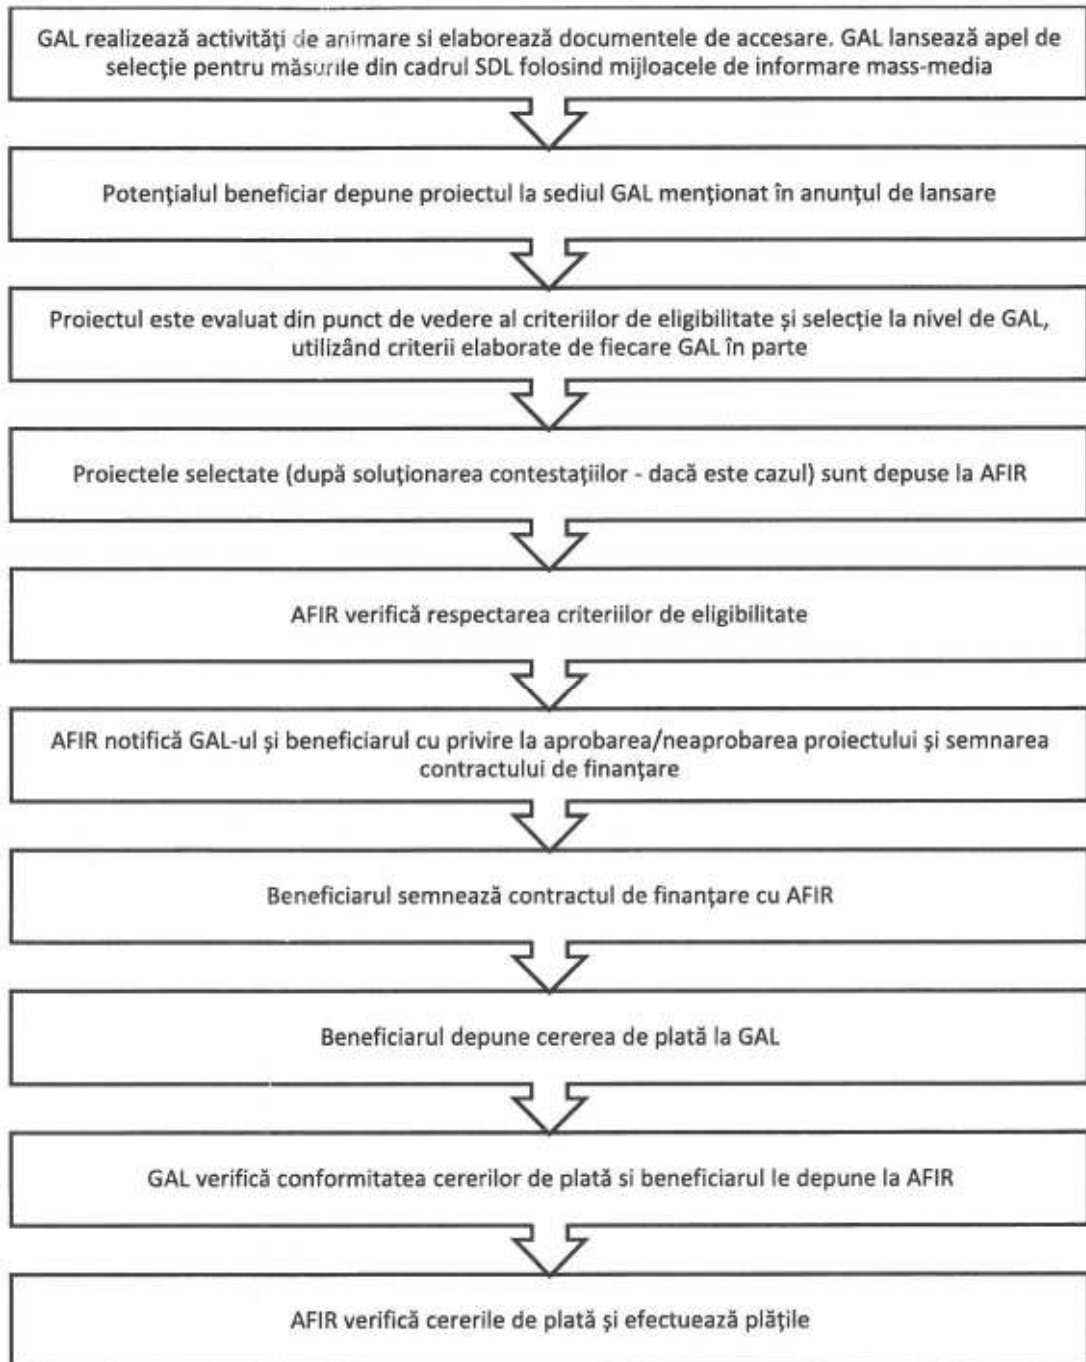 GAL realizează activități de animare si elaborează documentele de accesare. GAL lansează apel de
selecție pentru măsurile din cadrul SDL folosind mijloacele de informare mass-media
Potențialul beneficiar depune proiectul la sediul GAL menționat în anunțul de lansare
Proiectul este evaluat din punct de vedere al criteriilor de eligibilitate și selecție la nivel de GAL,
utilizând criterii elaborate de fiecare GAL în parte
Proiectele selectate (după soluționarea contestațiilor - dacă este cazul) sunt depuse la AFIR
AFIR verifică respectarea criteriilor de eligibilitate
AFIR notifică GAL-ul și beneficiarul cu privire la aprobarea/neaprobarea proiectului și semnarea
contractului de finanțare
Beneficiarul semnează contractul de finanțare cu AFIR
Beneficiarul depune cererea de plată la GAL
GAL verifică conformitatea cererilor de plată si beneficiarul le depune la AFIR
AFIR verifică cererile de plată și efectuează plățile